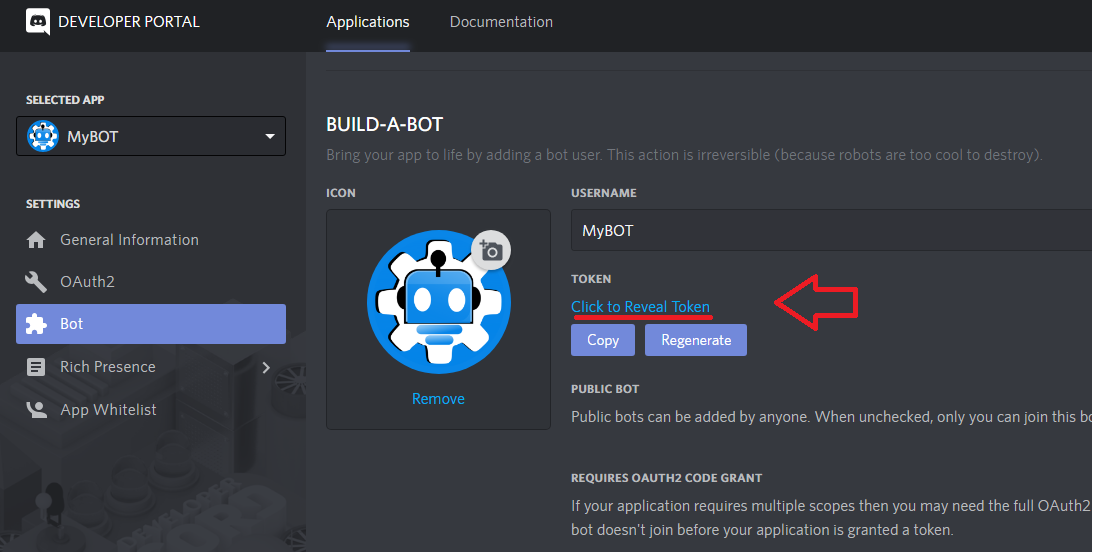 DEVELOPER PORTAL
Applications
Documentation
SELECTED APP
MyBOT
SETTINGS
General Information
OAuth2
Bot
Rich Presence
App Whitelist
BUILD-A-BOT
Bring your app to life by adding a bot user. This action is irreversible (because robots are too cool to destroy).
ICON
Remove
USERNAME
MyBOT
TOKEN
Click to Reveal Token
Copy
Regenerate
PUBLIC BOT
Public bots can be added by anyone. When unchecked, only you can join this
REQUIRES OAUTH2 CODE GRANT
If your application requires multiple scopes then you may need the full OAuth2
bot doesn't join before your application is granted a token.